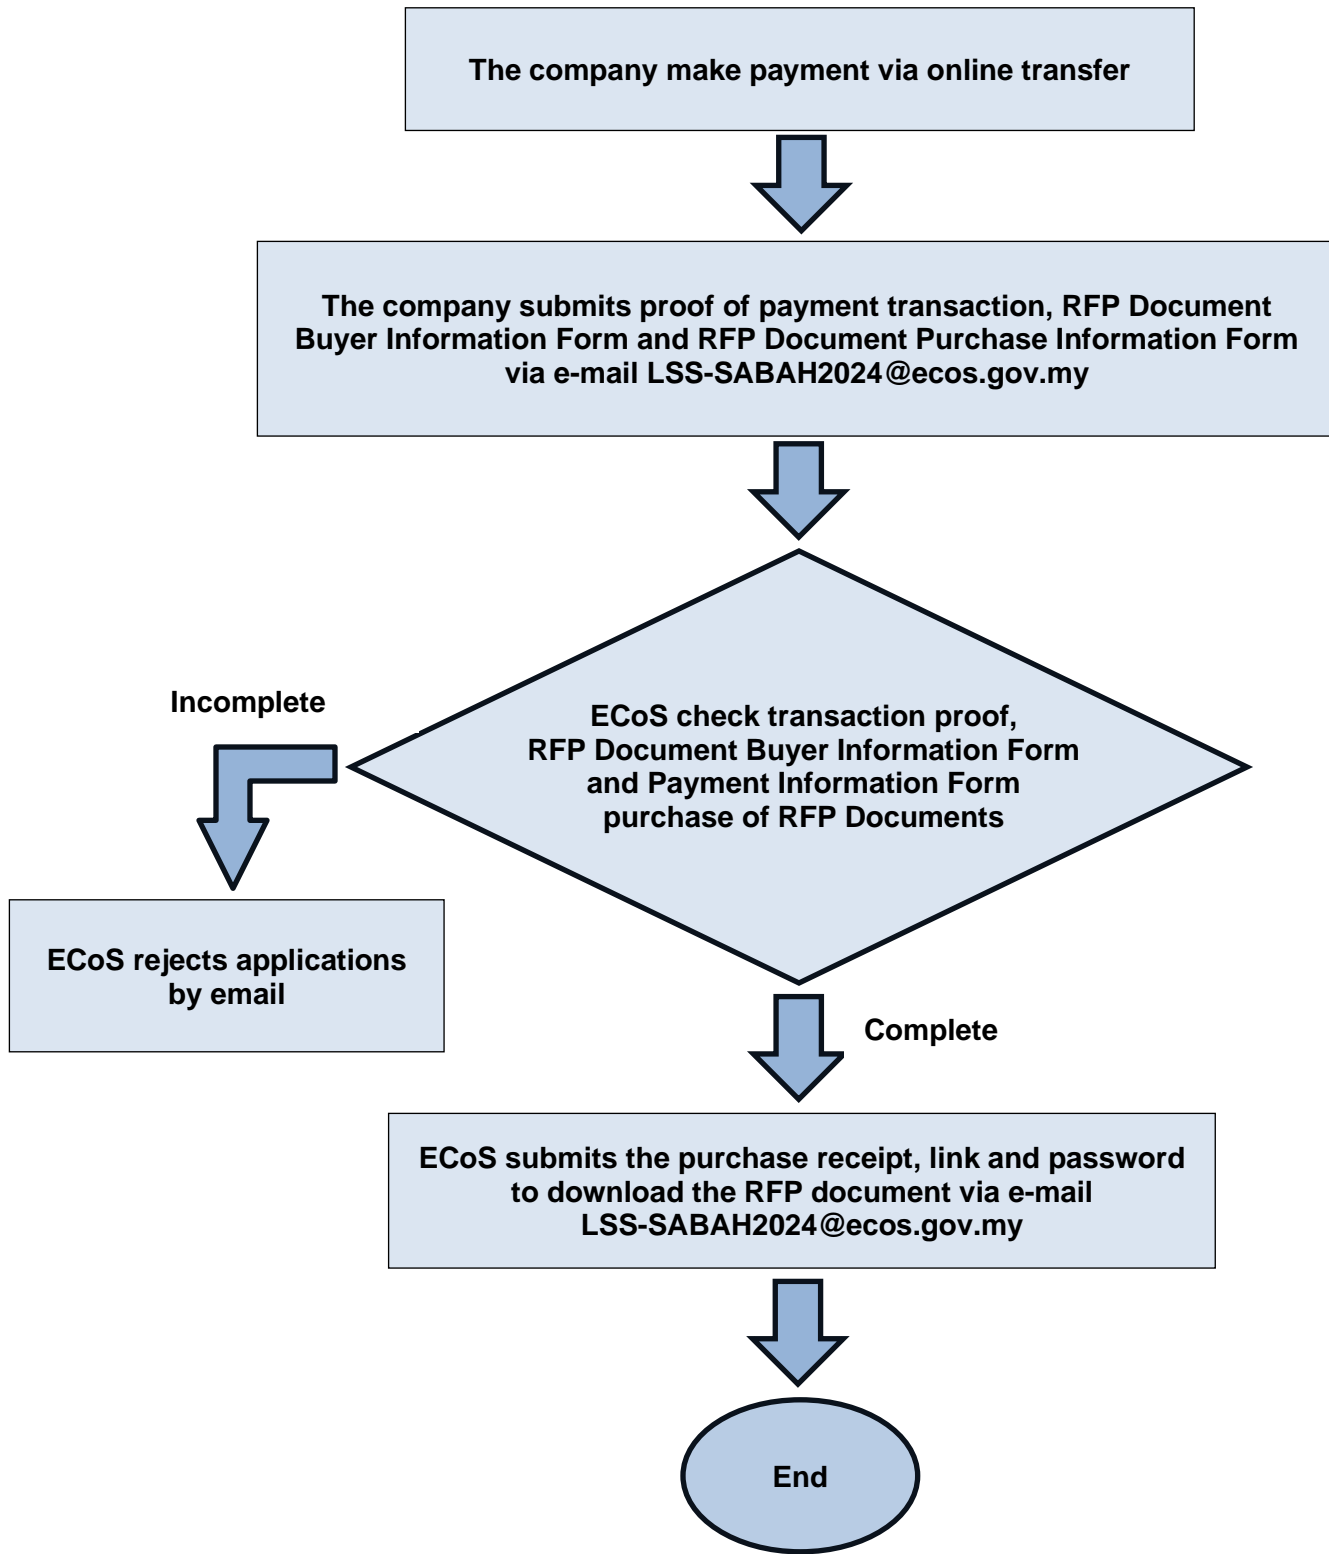 The company make payment via online transfer
The company submits proof of payment transaction, RFP Document
Buyer Information Form and RFP Document Purchase Information Form
via e-mail LSS-SABAH2024@ecos.gov.my
Incomplete
ECoS check transaction proof,
RFP Document Buyer Information Form
and Payment Information Form
purchase of RFP Documents
ECoS rejects applications
by email
Complete
ECoS submits the purchase receipt, link and password
to download the RFP document via e-mail
LSS-SABAH2024@ecos.gov.my
End